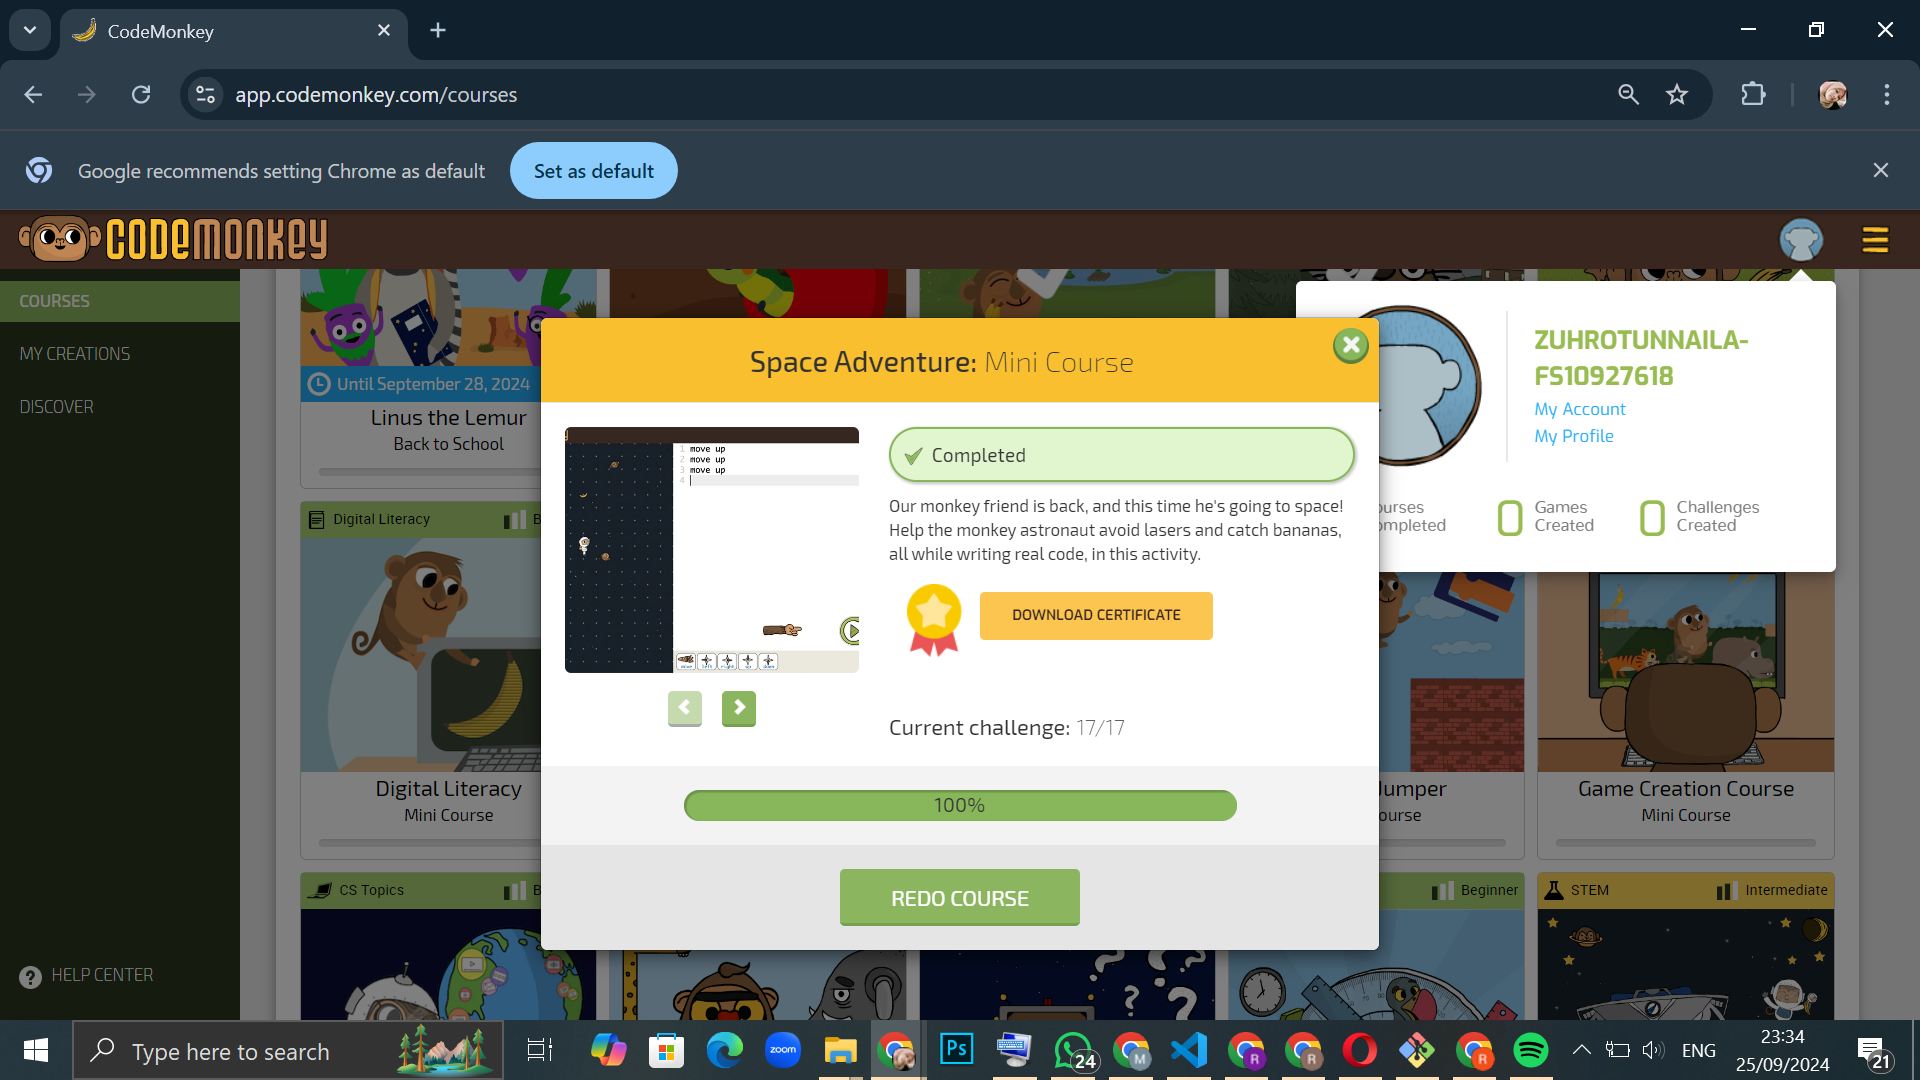 CodeMonkey
app.codemonkey.com/courses
Google recommends setting Chrome as default
Set as default
CODEMONKEY
COURSES
MY CREATIONS
DISCOVER
HELP CENTER
Until September 28, 2024
Linus the Lemur
Back to School
Digital Literacy
B
Digital Literacy
Mini Course
CS Topics
B
Space Adventure: Mini Course
1 move up
2 move up
3 move up
4
Completed
Our monkey friend is back, and this time he's going to space!
Help the monkey astronaut avoid lasers and catch bananas,
all while writing real code, in this activity.
DOWNLOAD CERTIFICATE
Current challenge: 17/17
100%
REDO COURSE
ZUHROTUNNAILA-
FS10927618
My Account
My Profile
ourses
ompleted
0 Games
Created
0 Challenges
Created
Jumper
ourse
Game Creation Course
Mini Course
Beginner
STEM
Intermediate
Type here to search
zoom
Ps
24
M
R
R
R
ENG
23:34
25/09/2024
21